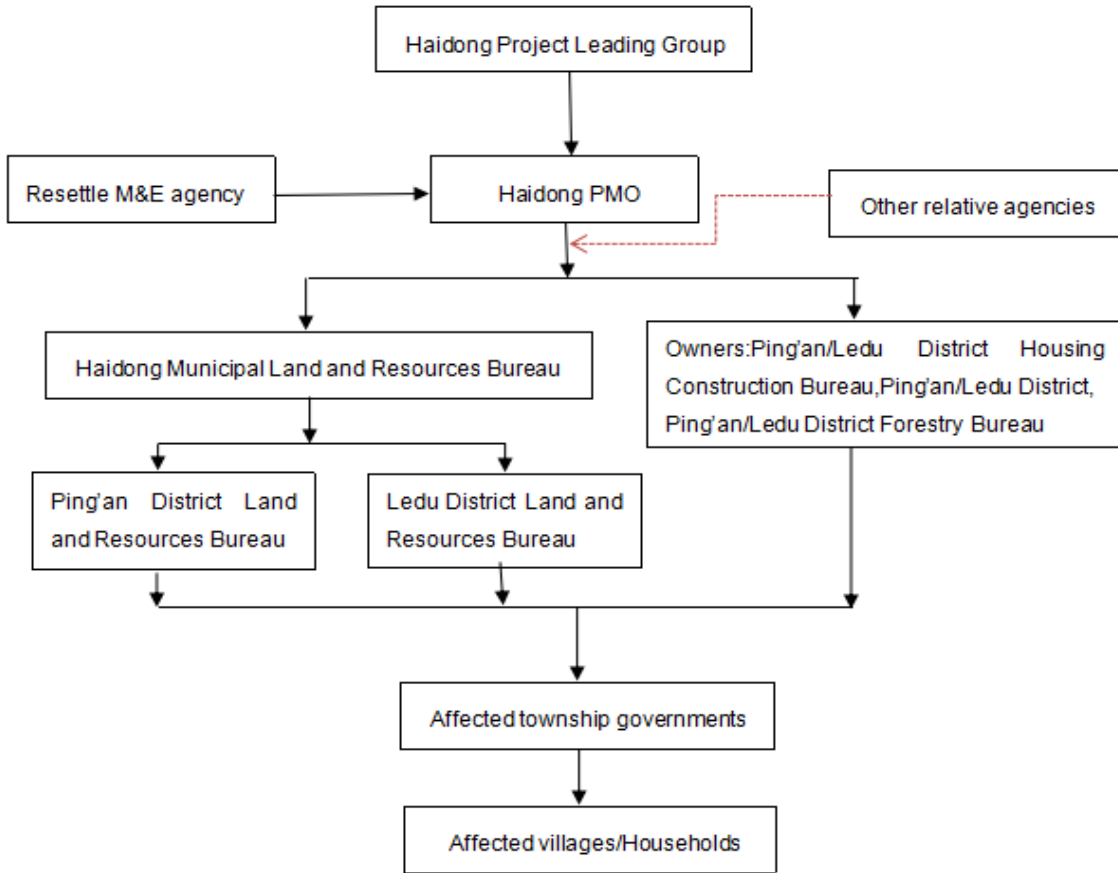 Haidong Project Leading Group
Resettle M&E agency
Haidong PMO
Other relative agencies
Haidong Municipal Land and Resources Bureau
Owners:Ping'an/Ledu District Housing
Construction Bureau,Ping'an/Ledu District,
Ping'an/Ledu District Forestry Bureau
Ping'an District Land
and Resources Bureau
Ledu District Land and
Resources Bureau
Affected township governments
Affected villages/Households